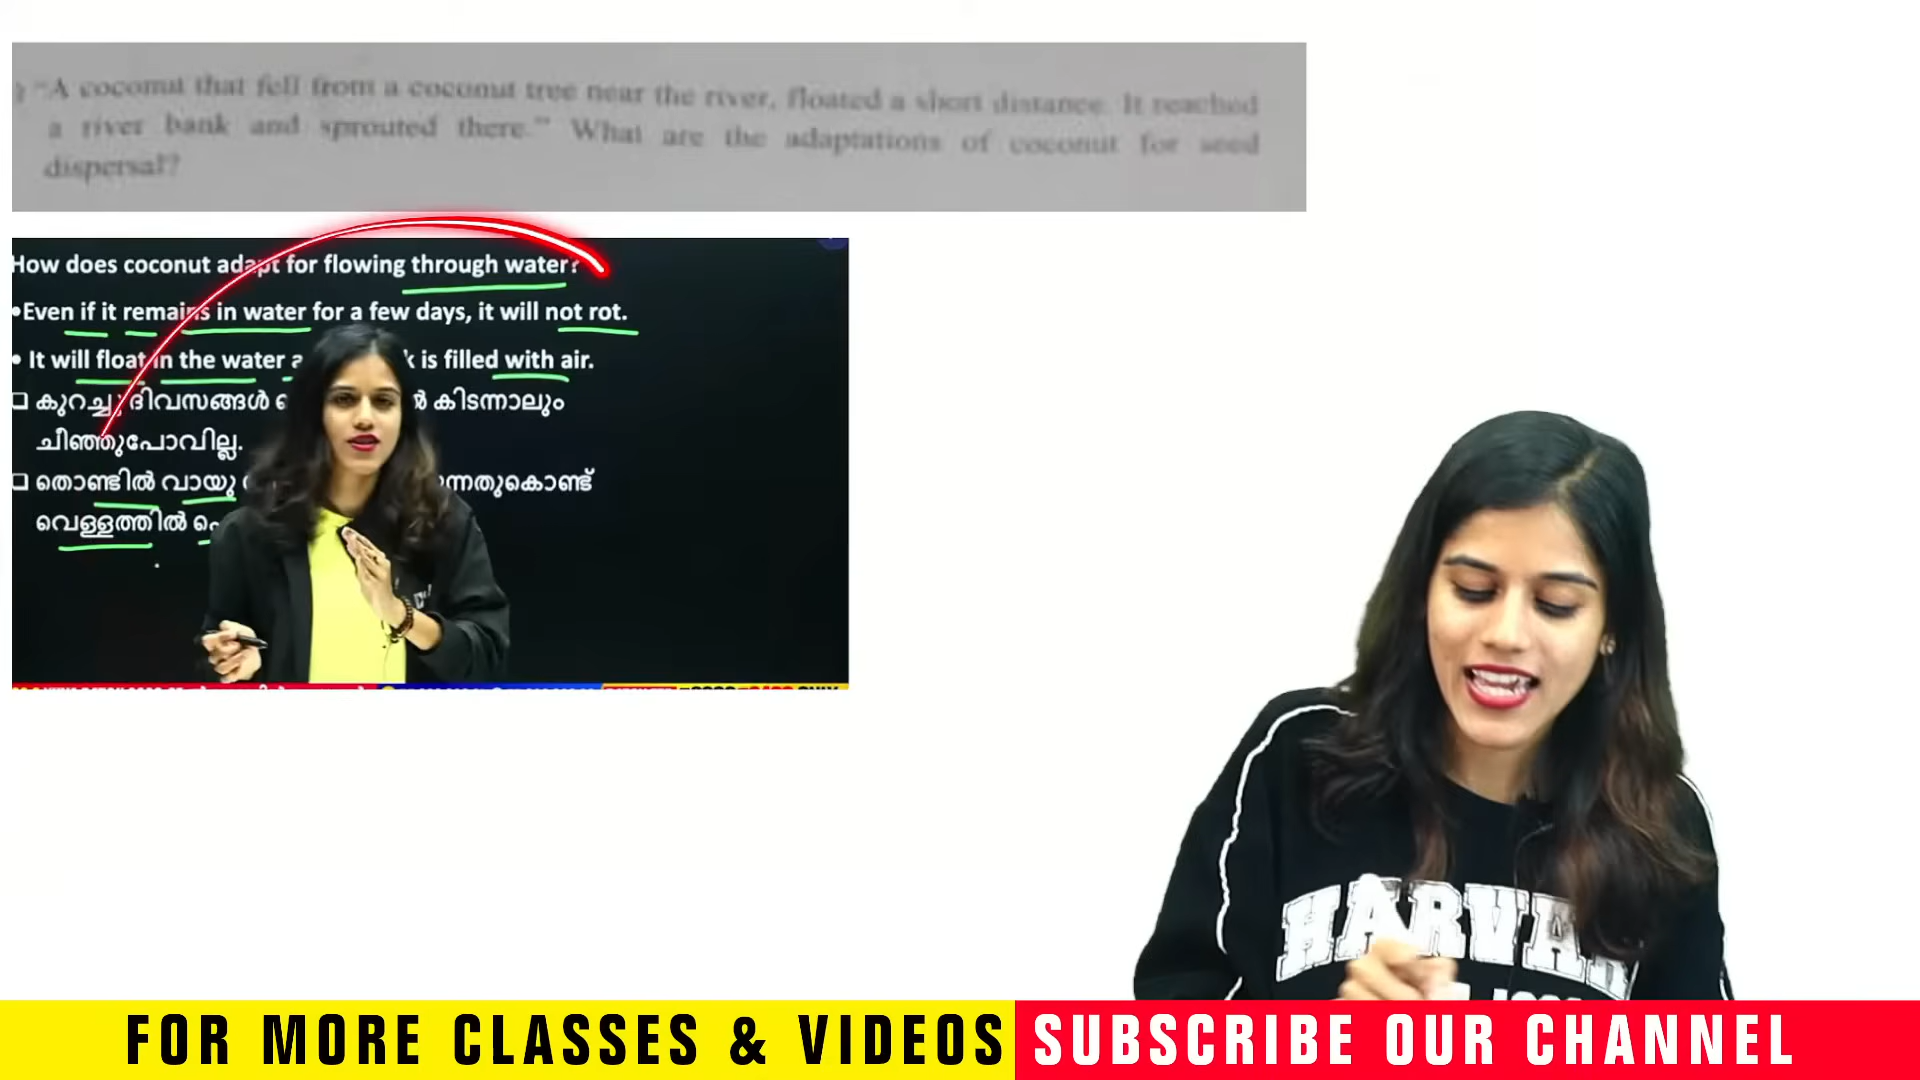 "A coconut that fell from a coconut tree near the river, floated a short distance. It reached
a river bank and sprouted there." What are the adaptations of coconut for seed
dispersal?
How does coconut adapt for flowing through water?
•Even if it remains in water for a few days, it will not rot.
• It will float in the water is filled with air.
□ കുറച്ചു ദിവസങ്ങൾ കിടന്നാലും
ചീഞ്ഞുപോവില്ല.
□ തൊണ്ടിൽ വായു
വെള്ളത്തിൽ
HARVARD
FOR MORE CLASSES & VIDEOS SUBSCRIBE OUR CHANNEL